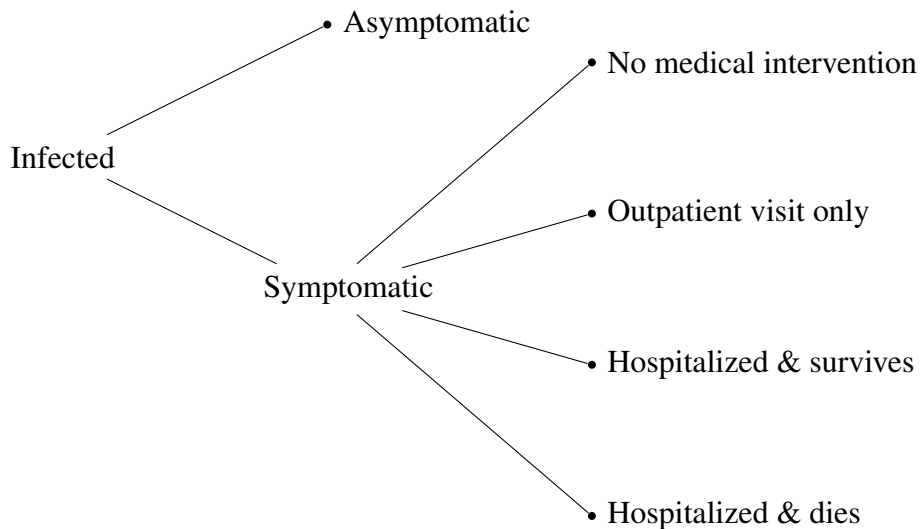 Asymptomatic
No medical intervention
Infected
Outpatient visit only
Symptomatic
Hospitalized & survives
Hospitalized & dies